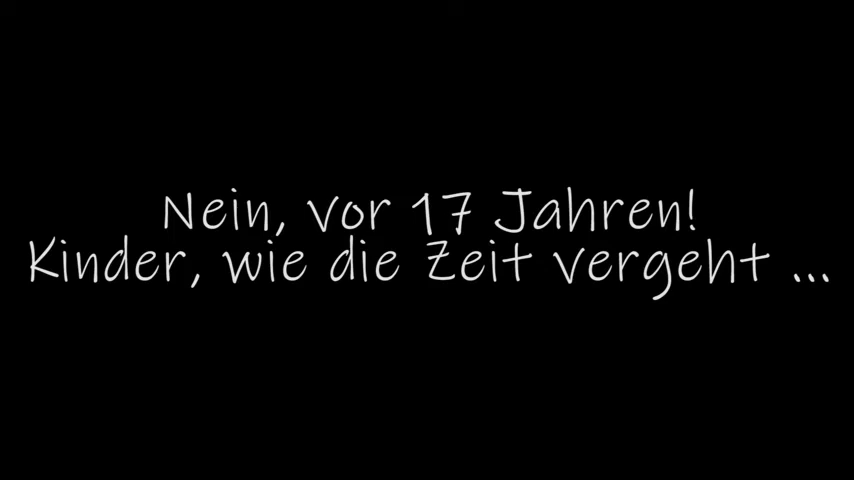 Nein, vor 17 Jahren!
Kinder, wie die Zeit vergeht ...